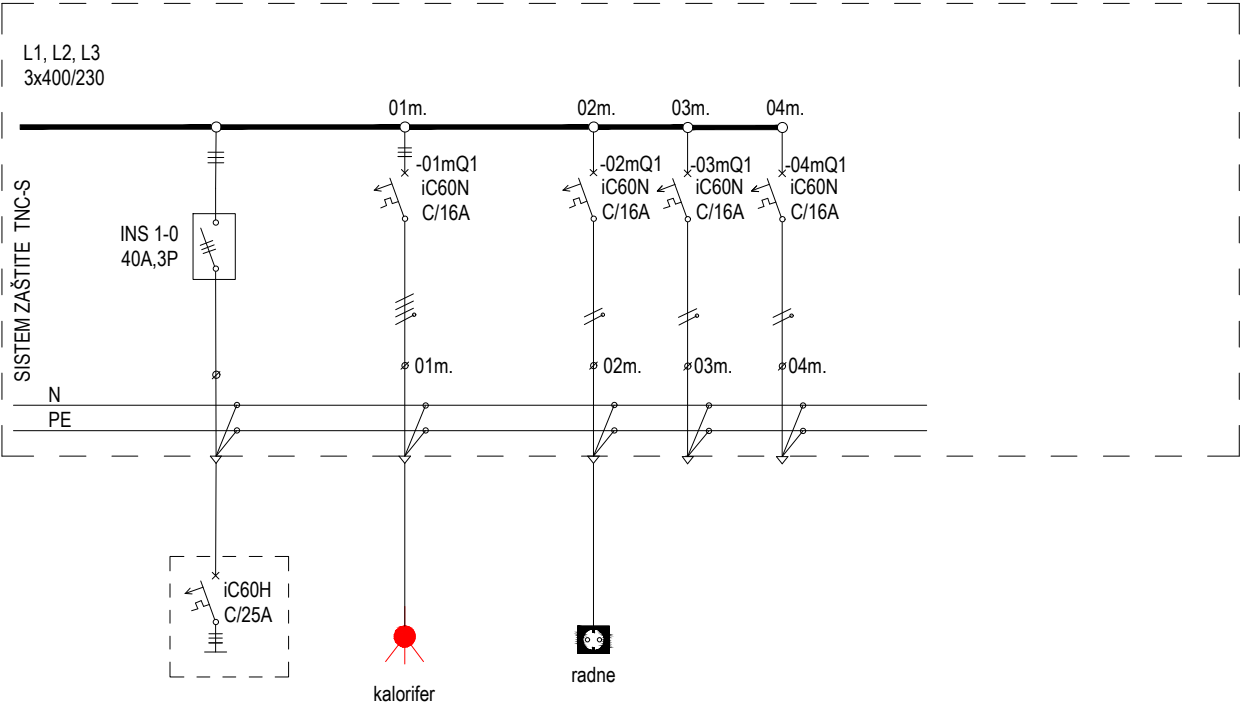 L1, L2, L3
3x400/230
01m.
02m.
03m.
04m.
-01mQ1
iC60N
C/16A
-02mQ1
iC60N
C/16A
-03mQ1
iC60N
C/16A
-04mQ1
iC60N
C/16A
INS 1-0
40A,3P
SISTEM ZAŠTITE TNC-S
01m.
02m.
03m.
04m.
N
PE
iC60H
C/25A
kalorifer
radne